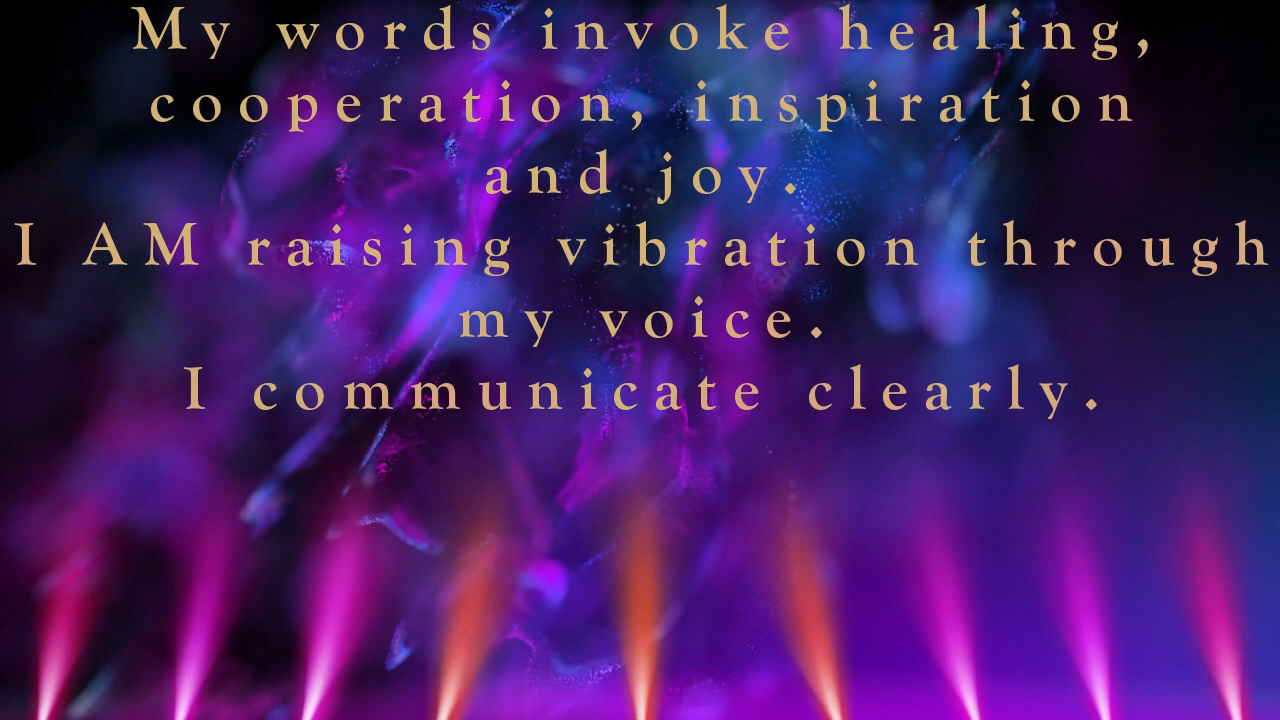 My words invoke healing,
cooperation, inspiration
and joy.
I AM raising vibration through
my voice.
I communicate clearly.